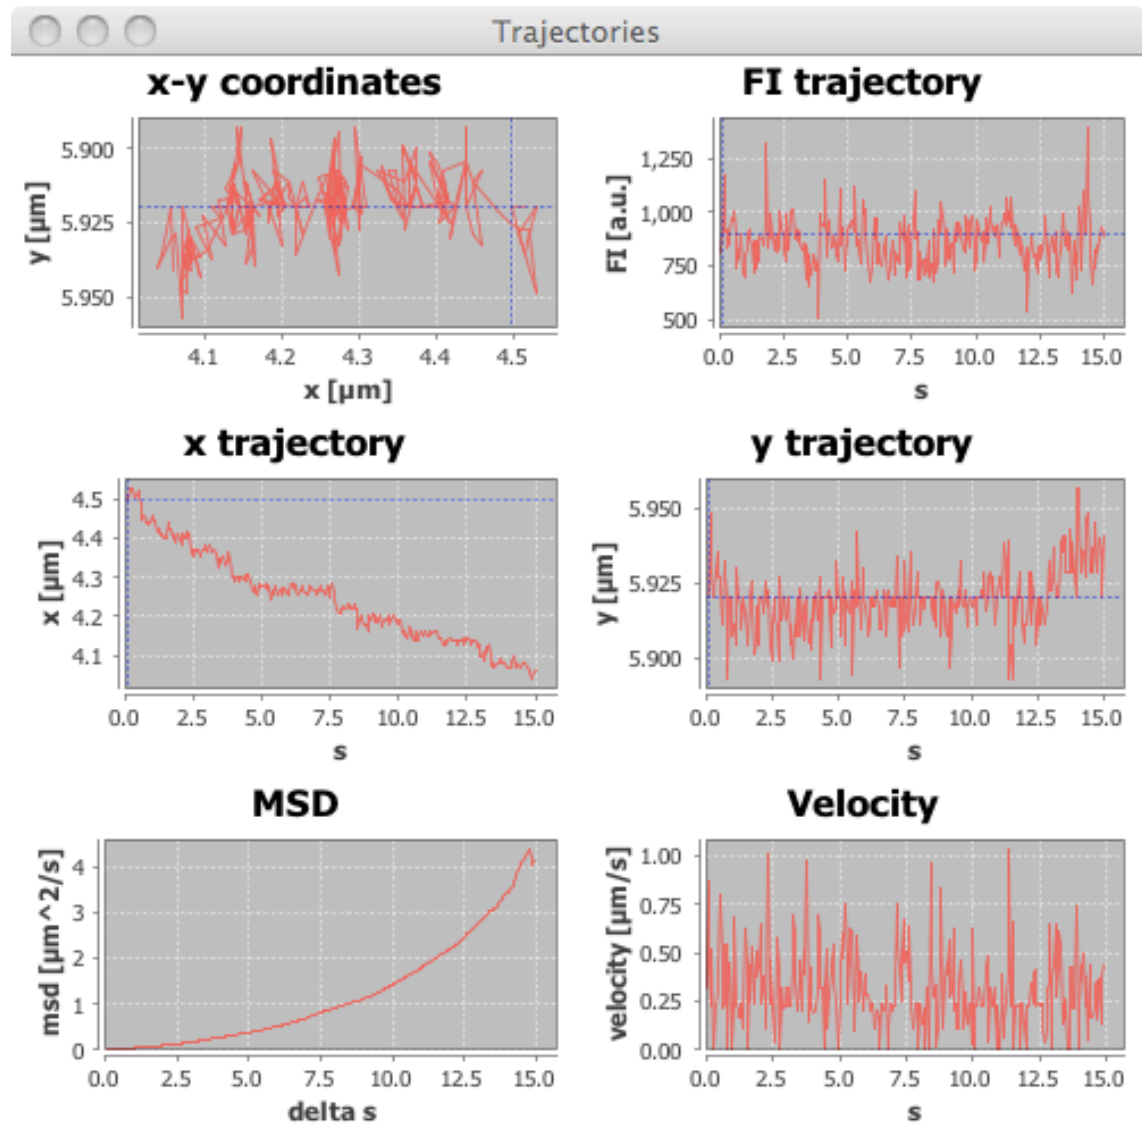 Trajectories
x-y coordinates
y [µm]
5.900
5.925
5.950
4.1 4.2 4.3 4.4 4.5
x [µm]
FI trajectory
FI [a.u.]
1,250
1,000
750
500
0.0 2.5 5.0 7.5 10.0 12.5 15.0
s
x trajectory
x [µm]
4.5
4.4
4.3
4.2
4.1
0.0 2.5 5.0 7.5 10.0 12.5 15.0
s
y trajectory
y [µm]
5.950
5.925
5.900
0.0 2.5 5.0 7.5 10.0 12.5 15.0
s
MSD
msd [µm^2/s]
4
3
2
1
0
0.0 2.5 5.0 7.5 10.0 12.5 15.0
delta s
Velocity
velocity [µm/s]
1.00
0.75
0.50
0.25
0.00
0.0 2.5 5.0 7.5 10.0 12.5 15.0
s